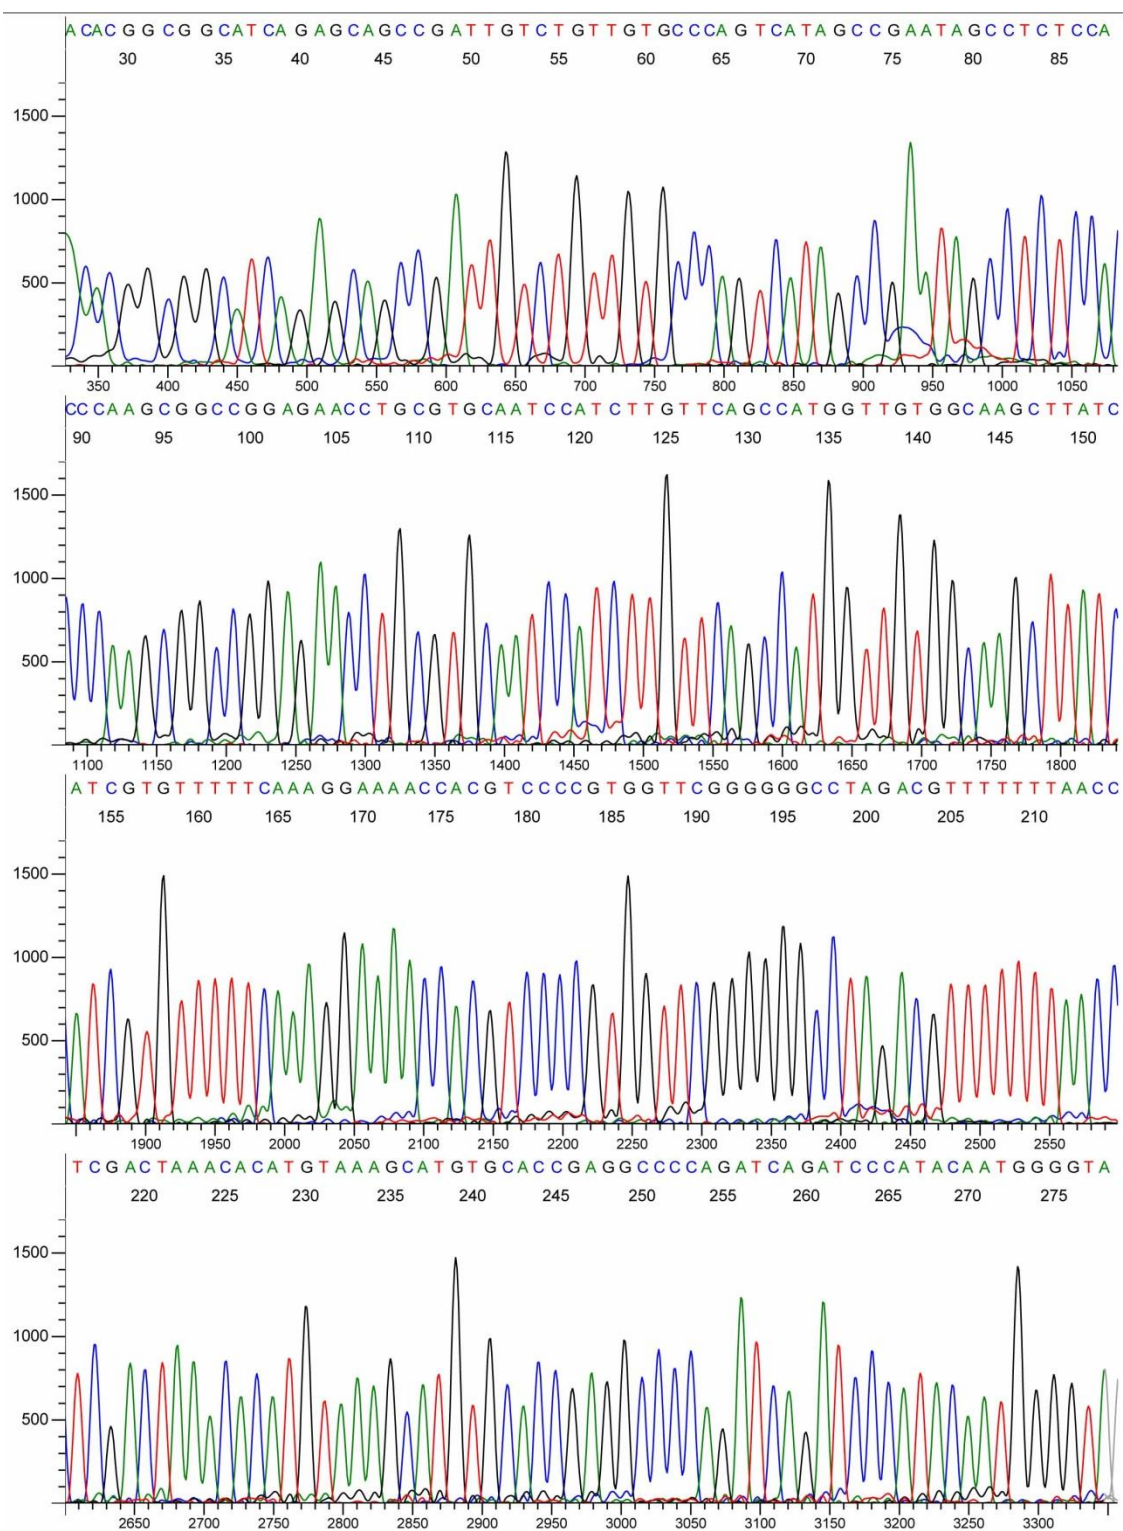 ACACGGCGGCATCAGAGCAGCCGATTGTCTGTTGTGCCCAGTCATAGCCGAATAGCCTCTCCA
30 35 40 45 50 55 60 65 70 75 80 85
1500
1000
500
350 400 450 500 550 600 650 700 750 800 850 900 950 1000 1050
CCCAAGCGGCCGGAGAACCTGCGTGCAATCCATCTTGTTCAGCCATGGTTGTGGCAAGCTTATC
90 95 100 105 110 115 120 125 130 135 140 145 150
1500
1000
500
1100 1150 1200 1250 1300 1350 1400 1450 1500 1550 1600 1650 1700 1750 1800
ATCGTGTTTTTCAAAGGAAAACCACGTCCCCGTGGTTCGGGGGGCCTAGACGTTTTTTTAACC
155 160 165 170 175 180 185 190 195 200 205 210
1500
1000
500
1900 1950 2000 2050 2100 2150 2200 2250 2300 2350 2400 2450 2500 2550
TCGACTAAACACATGTAAAGCATGTGCACCGAGGCCCCAGATCAGATCCCATACAATGGGGTA
220 225 230 235 240 245 250 255 260 265 270 275
1500
1000
500
2650 2700 2750 2800 2850 2900 2950 3000 3050 3100 3150 3200 3250 3300